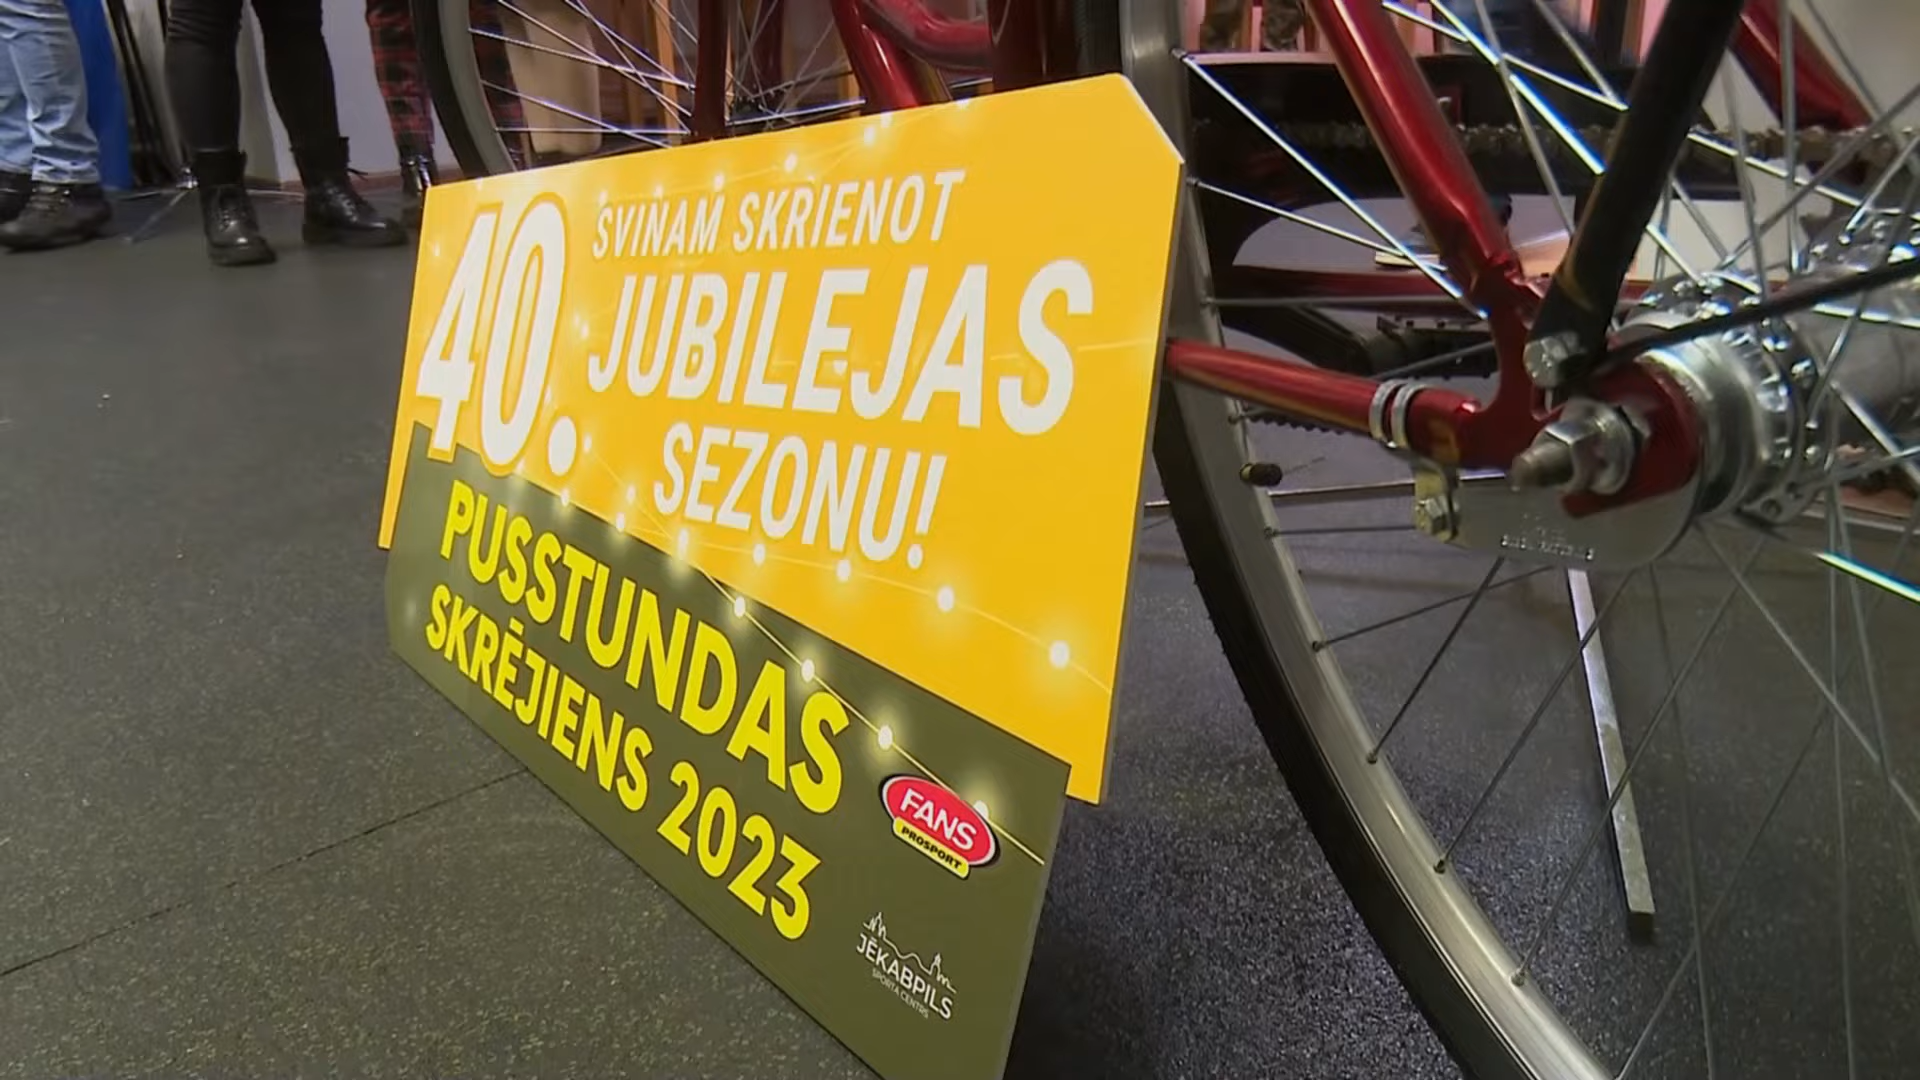 SVINAM SKRIENOT
40. JUBILEJAS
SEZONU!
PUSSTUNDAS
SKRĒJIENS 2023
FANS
PROSPORT
JĒKABPILS
SPORTA CENTRS